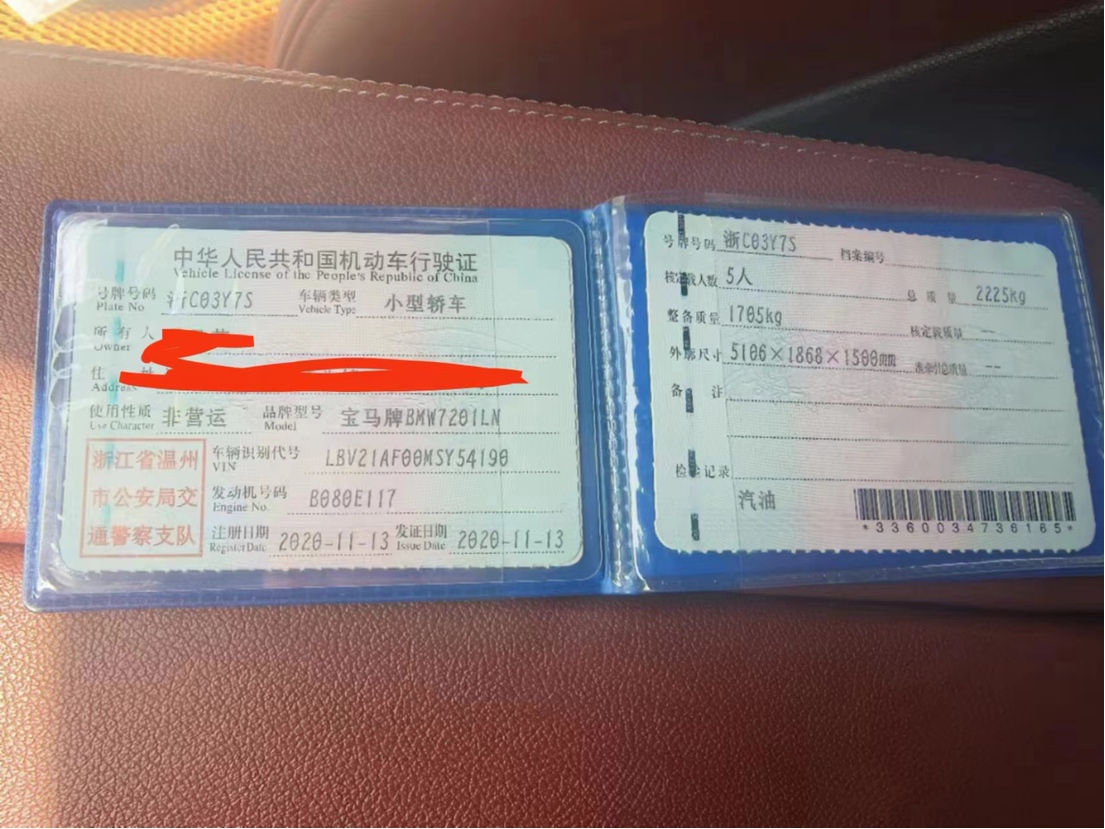 中华人民共和国机动车行驶证
Vehicle License of the People's Republic of China
号牌号码 浙C03Y7S 车辆类型 小型轿车
Plate No. Vehicle Type
所有人
Owner
住址
Address
使用性质 非营运 品牌型号 宝马牌BMW7201LN
Use Character Model
浙江省温州
市公安局交
通警察支队
车辆识别代号 LBV21AF00MSY54190
VIN
发动机号码 B080E117
Engine No.
注册日期 2020-11-13 发证日期 2020-11-13
Register Date Issue Date
号牌号码 浙C03Y7S 档案编号
核定载人数 5人 总质量 2225kg
整备质量 1705kg 核定载质量 --
外廓尺寸 5106×1868×1500mm 准牵引总质量 --
备注
检验记录
汽油
*3360034736165*